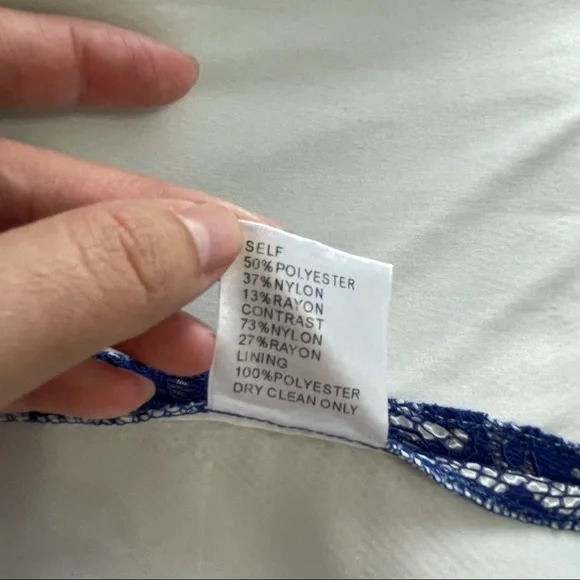 SELF
50%POLYESTER
37%NYLON
13%RAYON
CONTRAST
73%NYLON
27%RAYON
LINING
100%POLYESTER
DRY CLEAN ONLY